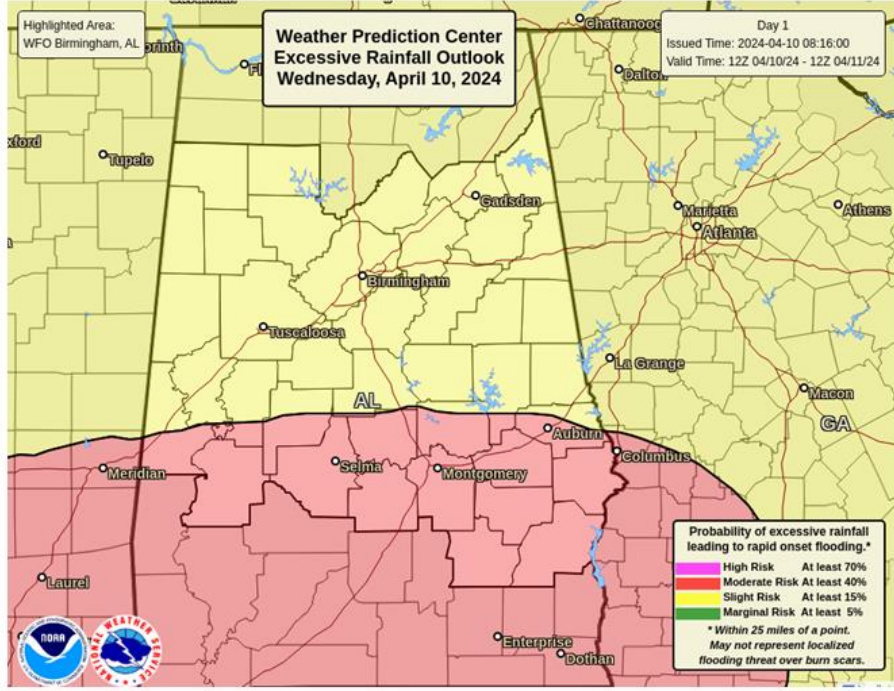 Highlighted Area:
WFO Birmingham, AL
Weather Prediction Center
Excessive Rainfall Outlook
Wednesday, April 10, 2024
Day 1
Issued Time: 2024-04-10 08:16:00
Valid Time: 12Z 04/10/24 - 12Z 04/11/24
Chattanoog
orinth
Fl
Dalton
xford
Tupelo
Gadsden
Marietta
Athens
Atlanta
Birmingham
Tuscaloosa
La Grange
Macon
AL
GA
Auburn
Columbus
Meridian
Selma
Montgomery
Laurel
Enterprise
Dothan
Probability of excessive rainfall
leading to rapid onset flooding.*
High Risk At least 70%
Moderate Risk At least 40%
Slight Risk At least 15%
Marginal Risk At least 5%
* Within 25 miles of a point.
May not represent localized
flooding threat over burn scars.
NOAA
NATIONAL WEATHER SERVICE